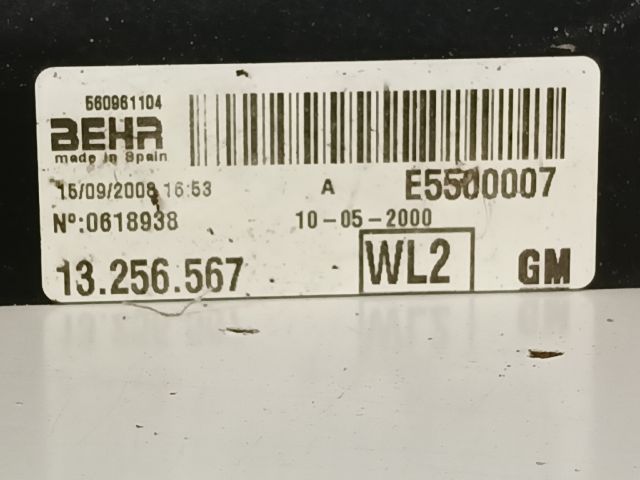 560961104
BEHR
made in Spain
15/09/2008 16:53 A E5500007
Nº:0618938 10-05-2000
13.256.567 WL2 GM